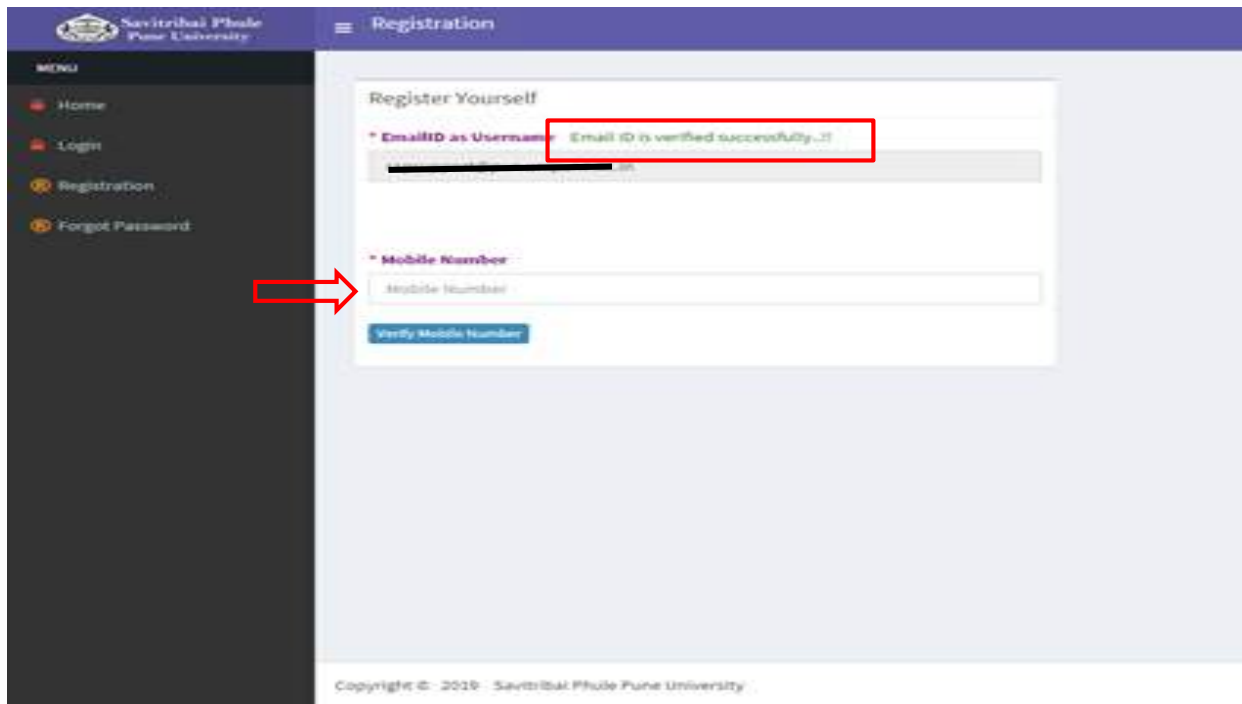 Savitribai Phule
Pune University
Registration
MENU
Home
Login
Registration
Forgot Password
Register Yourself
* EmailID as Username Email ID is verified successfully..!!
.in
* Mobile Number
Mobile Number
Verify Mobile Number
Copyright © 2019 Savitribai Phule Pune University